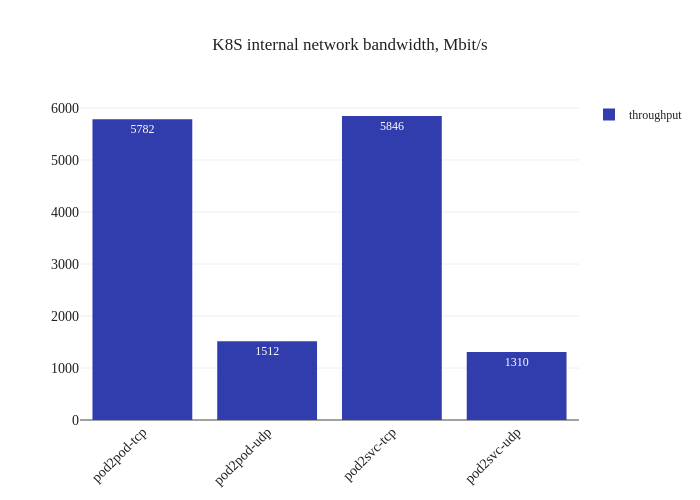 K8S internal network bandwidth, Mbit/s
throughput
6000
5000
4000
3000
2000
1000
0
5782
1512
5846
1310
pod2pod-tcp
pod2pod-udp
pod2svc-tcp
pod2svc-udp